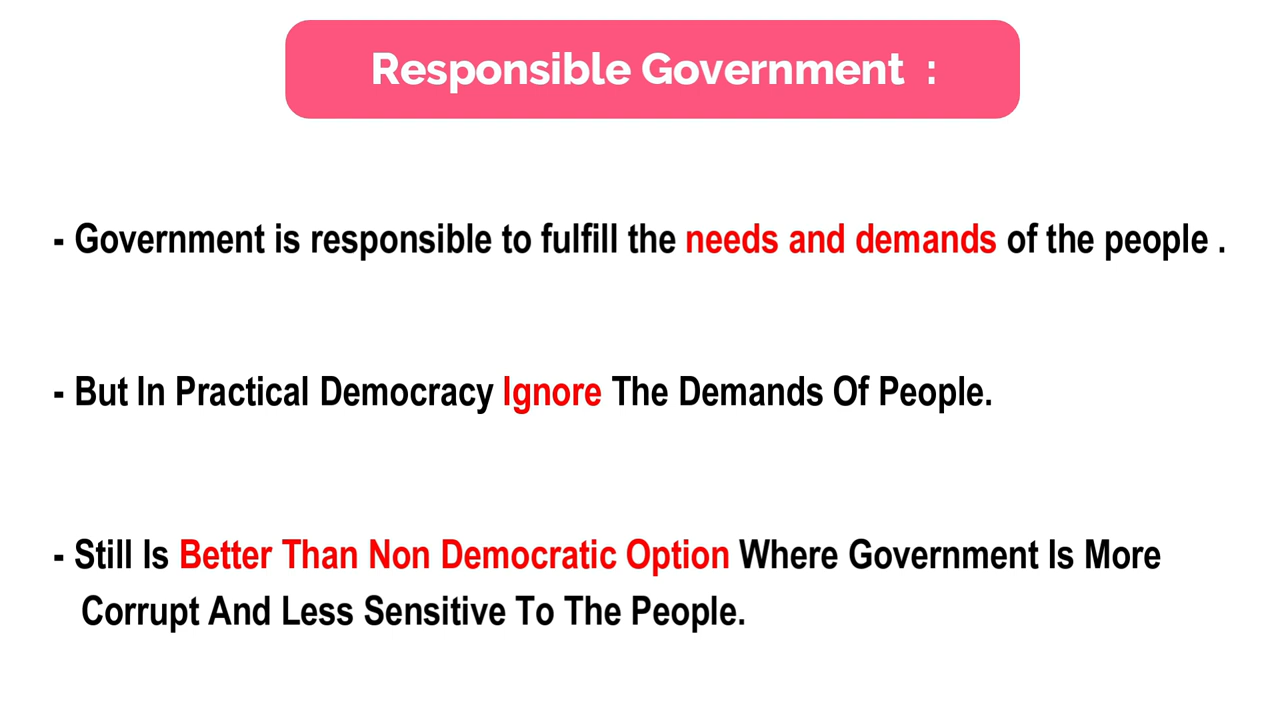 Responsible Government  :
- Government is responsible to fulfill the needs and demands of the people .
- But In Practical Democracy Ignore The Demands Of People.
- Still Is Better Than Non Democratic Option Where Government Is More
Corrupt And Less Sensitive To The People.